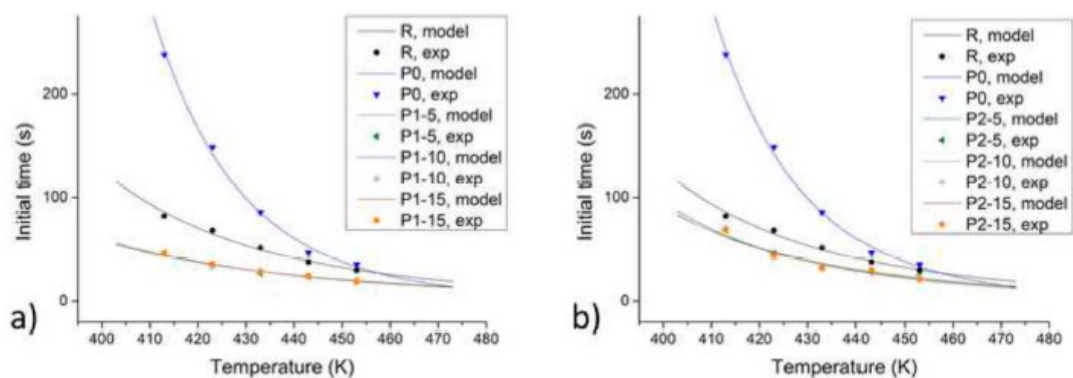 R, model
R, exp
P0, model
P0, exp
P1-5, model
P1-5, exp
P1-10, model
P1-10, exp
P1-15, model
P1-15, exp
200
100
0
Initial time (s)
400 410 420 430 440 450 460 470 480
Temperature (K)
a)
R, model
R, exp
P0, model
P0, exp
P2-5, model
P2-5, exp
P2-10, model
P2-10, exp
P2-15, model
P2-15, exp
200
100
0
Initial time (s)
400 410 420 430 440 450 460 470 480
Temperature (K)
b)